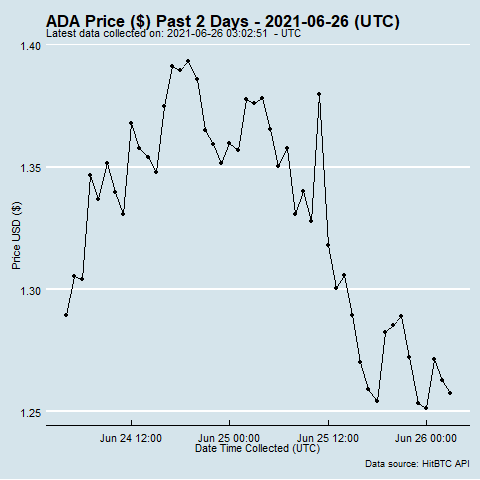 ADA Price ($) Past 2 Days - 2021-06-26 (UTC)
Latest data collected on: 2021-06-26 03:02:51 - UTC
1.40
1.35
1.30
1.25
Price USD ($)
Jun 24 12:00 Jun 25 00:00 Jun 25 12:00 Jun 26 00:00
Date Time Collected (UTC)
Data source: HitBTC API